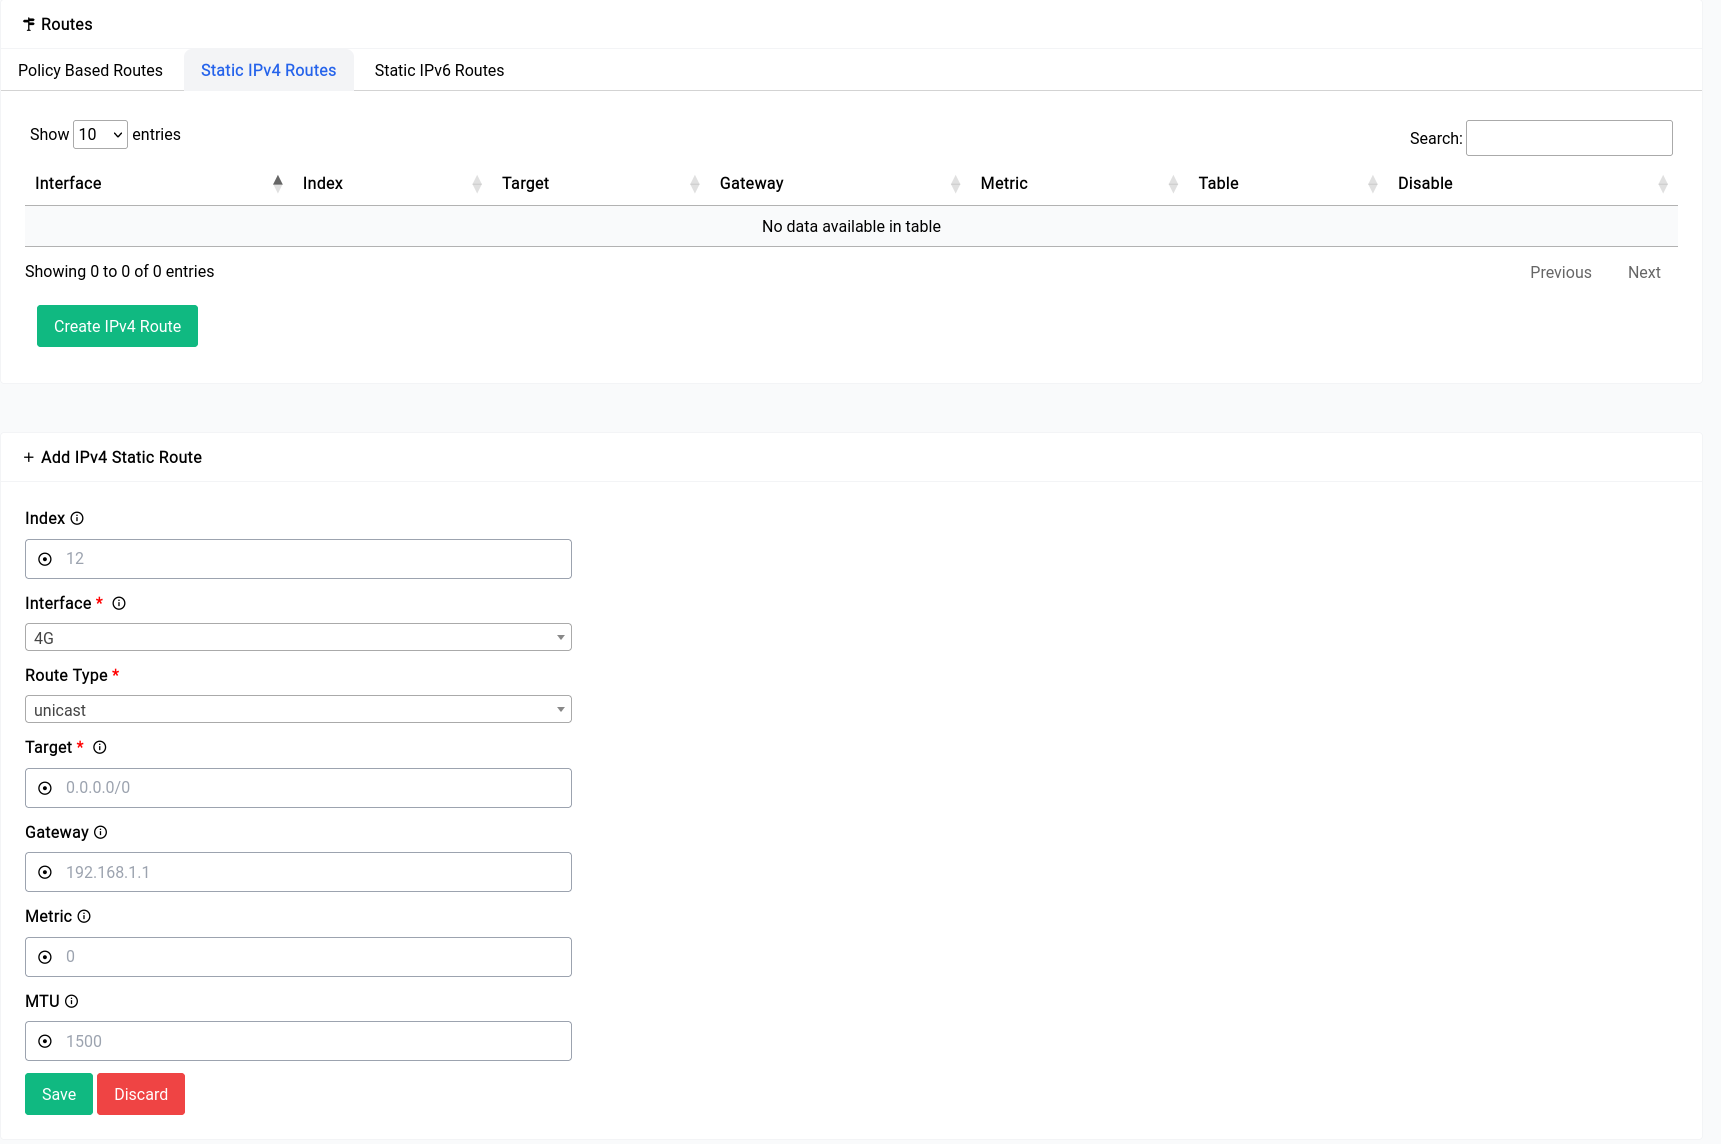 Routes
Policy Based Routes Static IPv4 Routes Static IPv6 Routes
Show 10 entries Search:
Interface Index Target Gateway Metric Table Disable
No data available in table
Showing 0 to 0 of 0 entries Previous Next
Create IPv4 Route
+ Add IPv4 Static Route
Index
12
Interface *
4G
Route Type *
unicast
Target *
0.0.0.0/0
Gateway
192.168.1.1
Metric
0
MTU
1500
Save Discard